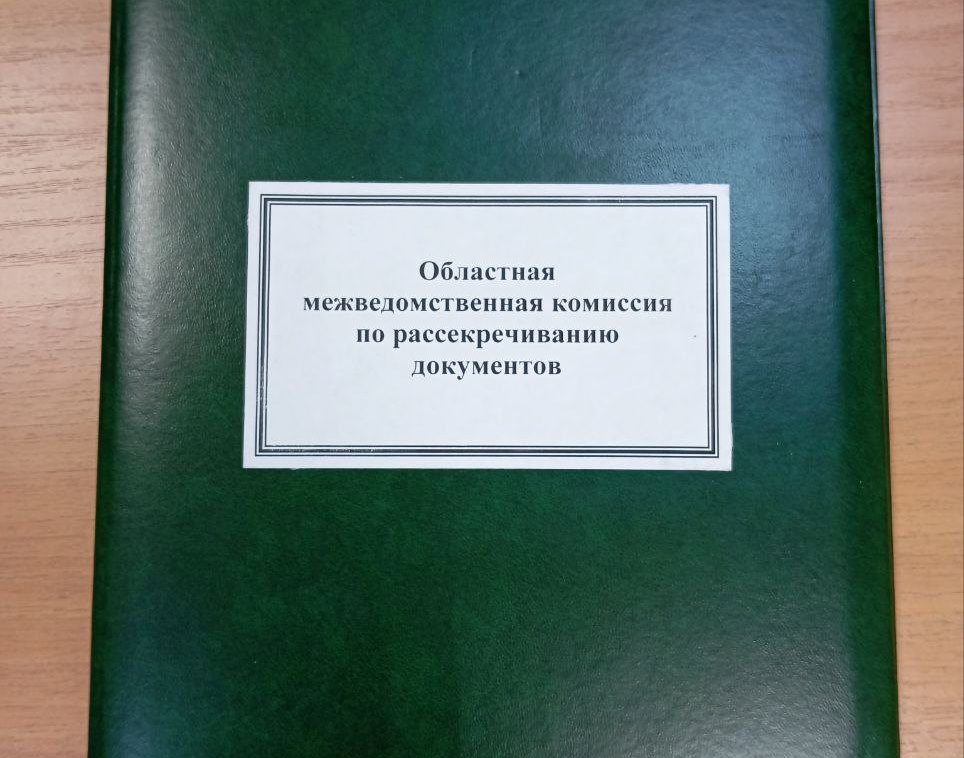 Областная
межведомственная комиссия
по рассекречиванию
документов